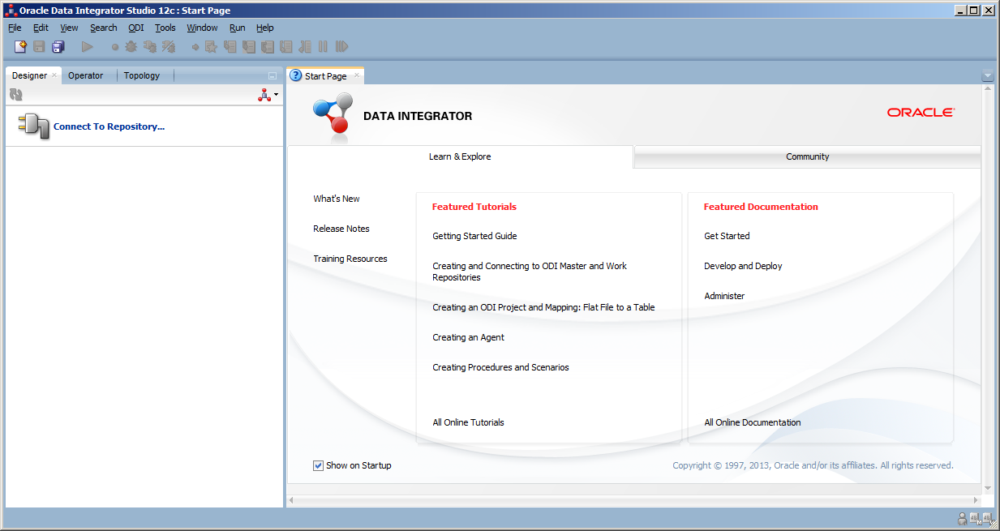 Oracle Data Integrator Studio 12c : Start Page
File Edit View Search ODI Tools Window Run Help
Designer Operator Topology
Start Page
Connect To Repository...
DATA INTEGRATOR
ORACLE
Learn & Explore
Community
What's New
Release Notes
Training Resources
Featured Tutorials
Getting Started Guide
Creating and Connecting to ODI Master and Work
Repositories
Creating an ODI Project and Mapping: Flat File to a Table
Creating an Agent
Creating Procedures and Scenarios
All Online Tutorials
Featured Documentation
Get Started
Develop and Deploy
Administer
All Online Documentation
Show on Startup
Copyright © 1997, 2013, Oracle and/or its affiliates. All rights reserved.